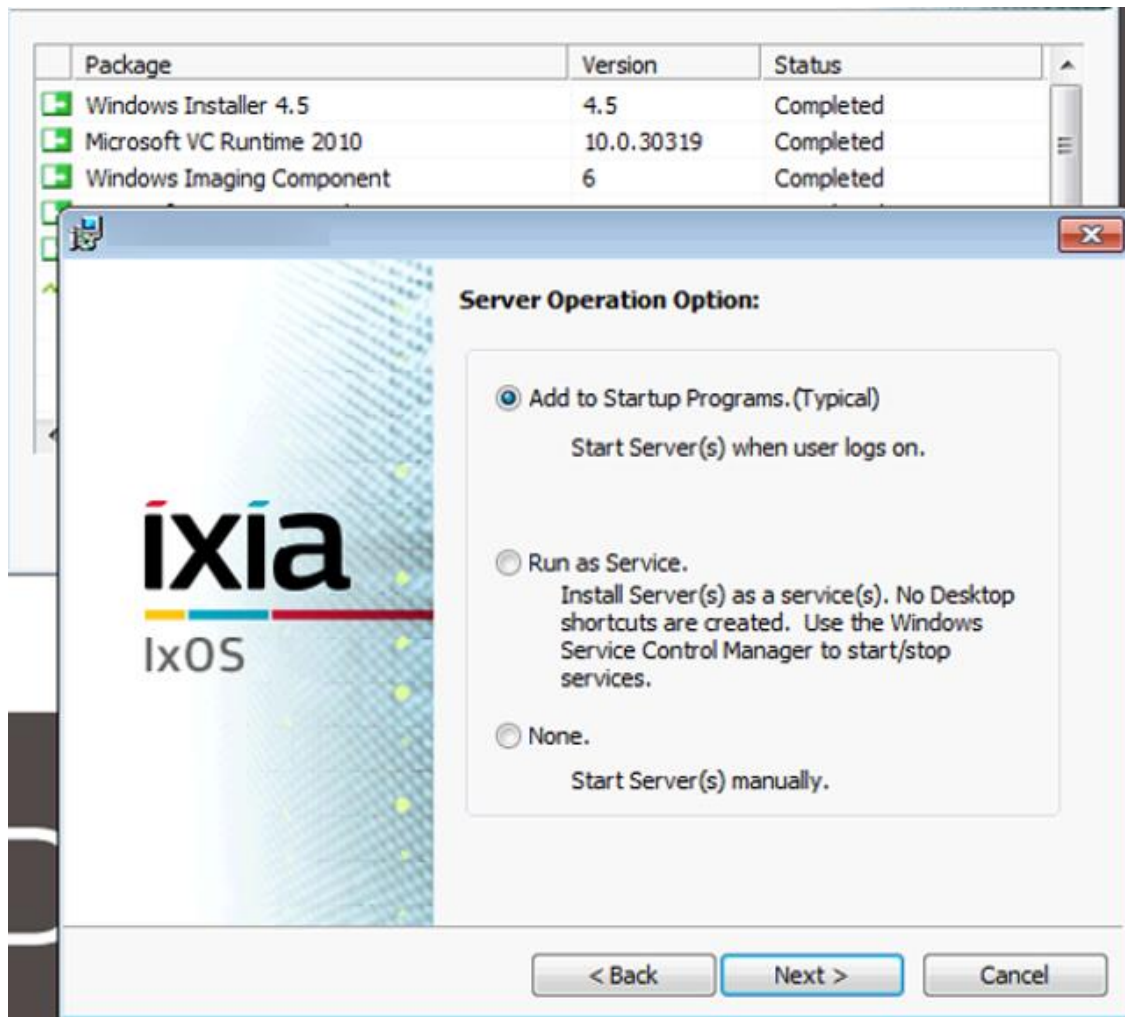 Package Version Status
Windows Installer 4.5 4.5 Completed
Microsoft VC Runtime 2010 10.0.30319 Completed
Windows Imaging Component 6 Completed
Server Operation Option:
Add to Startup Programs.(Typical)
Start Server(s) when user logs on.
Run as Service.
Install Server(s) as a service(s). No Desktop
shortcuts are created. Use the Windows
Service Control Manager to start/stop
services.
None.
Start Server(s) manually.
ixia
IxOS
< Back Next > Cancel